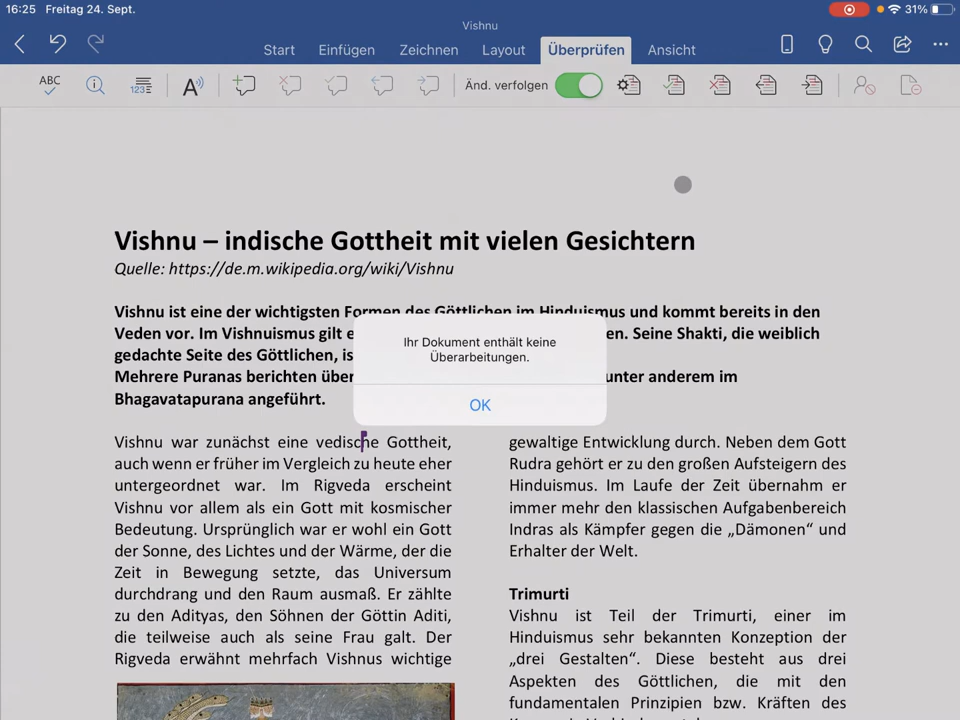 16:25 Freitag 24. Sept.
31%
Vishnu
Start Einfügen Zeichnen Layout Überprüfen Ansicht
ABC
123
A
Änd. verfolgen
Vishnu – indische Gottheit mit vielen Gesichtern
Quelle: https://de.m.wikipedia.org/wiki/Vishnu
Vishnu ist eine der wichtigsten Formen des Göttlichen im Hinduismus und kommt bereits in den
Veden vor. Im Vishnuismus gilt e en. Seine Shakti, die weiblich
gedachte Seite des Göttlichen, is
Mehrere Puranas berichten über unter anderem im
Bhagavatapurana angeführt.
Ihr Dokument enthält keine
Überarbeitungen.
OK
Vishnu war zunächst eine vedische Gottheit,
auch wenn er früher im Vergleich zu heute eher
untergeordnet war. Im Rigveda erscheint
Vishnu vor allem als ein Gott mit kosmischer
Bedeutung. Ursprünglich war er wohl ein Gott
der Sonne, des Lichtes und der Wärme, der die
Zeit in Bewegung setzte, das Universum
durchdrang und den Raum ausmaß. Er zählte
zu den Adityas, den Söhnen der Göttin Aditi,
die teilweise auch als seine Frau galt. Der
Rigveda erwähnt mehrfach Vishnus wichtige
gewaltige Entwicklung durch. Neben dem Gott
Rudra gehört er zu den großen Aufsteigern des
Hinduismus. Im Laufe der Zeit übernahm er
immer mehr den klassischen Aufgabenbereich
Indras als Kämpfer gegen die „Dämonen“ und
Erhalter der Welt.
Trimurti
Vishnu ist Teil der Trimurti, einer im
Hinduismus sehr bekannten Konzeption der
„drei Gestalten“. Diese besteht aus drei
Aspekten des Göttlichen, die mit den
fundamentalen Prinzipien bzw. Kräften des